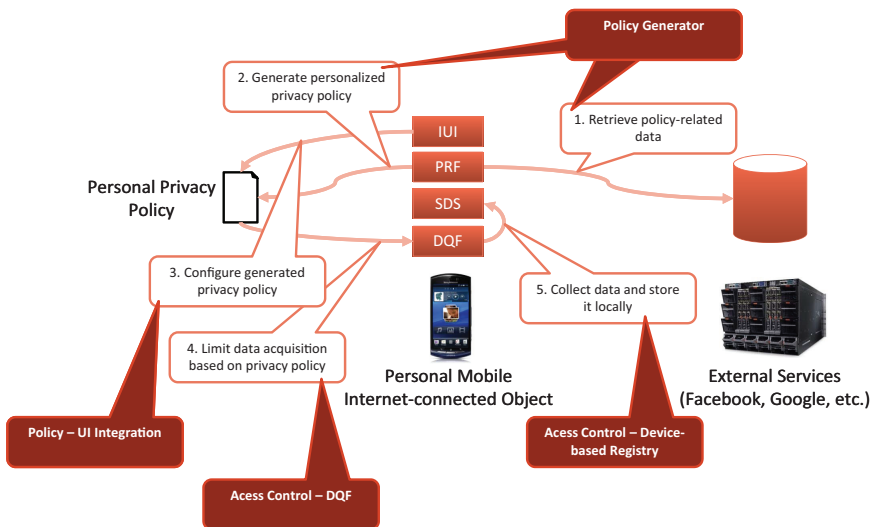 Policy Generator
2. Generate personalized
privacy policy
1. Retrieve policy-related
data
IUI
PRF
SDS
DQF
Personal Privacy
Policy
3. Configure generated
privacy policy
5. Collect data and store
it locally
4. Limit data acquisition
based on privacy policy
Personal Mobile
Internet-connected Object
External Services
(Facebook, Google, etc.)
Policy – UI Integration
Acess Control – Device-
based Registry
Acess Control – DQF